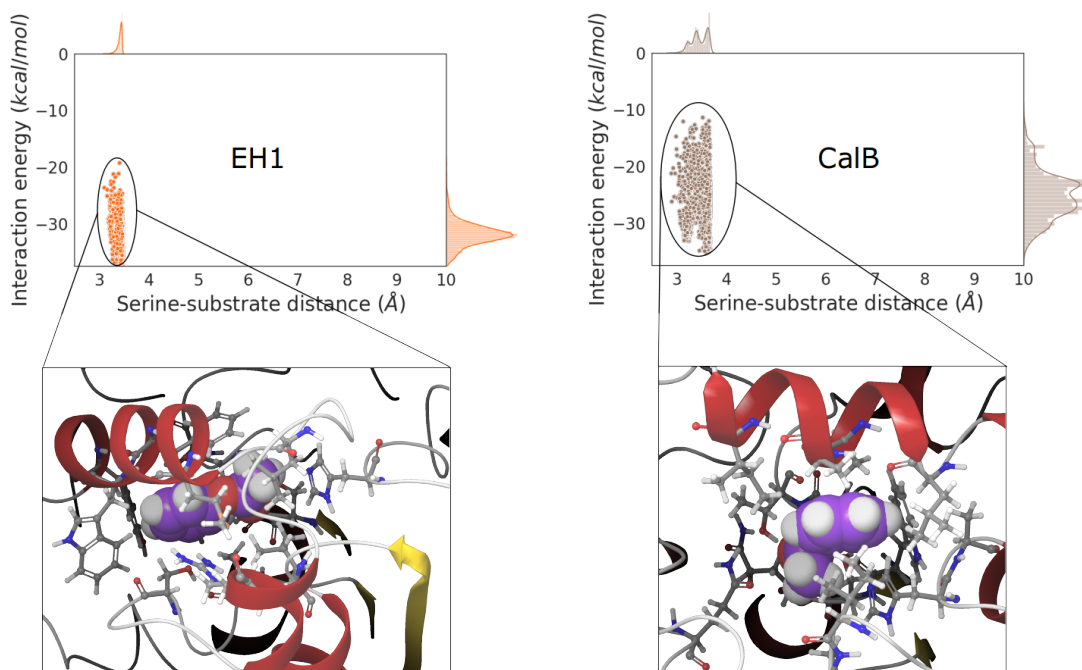 Interaction energy (kcal/mol)
0
−10
−20
−30
EH1
3 4 5 6 7 8 9 10
Serine-substrate distance (Å)
Interaction energy (kcal/mol)
0
−10
−20
−30
CalB
3 4 5 6 7 8 9 10
Serine-substrate distance (Å)